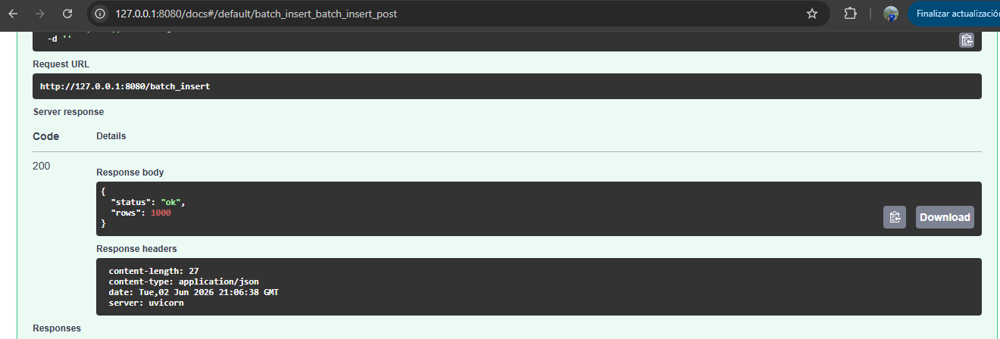 127.0.0.1:8080/docs#/default/batch_insert_batch_insert_post
Finalizar actualizació
-d ''
Request URL
http://127.0.0.1:8080/batch_insert
Server response
Code Details
200
Response body
{
"status": "ok",
"rows": 1000
}
Download
Response headers
content-length: 27
content-type: application/json
date: Tue,02 Jun 2026 21:06:38 GMT
server: uvicorn
Responses